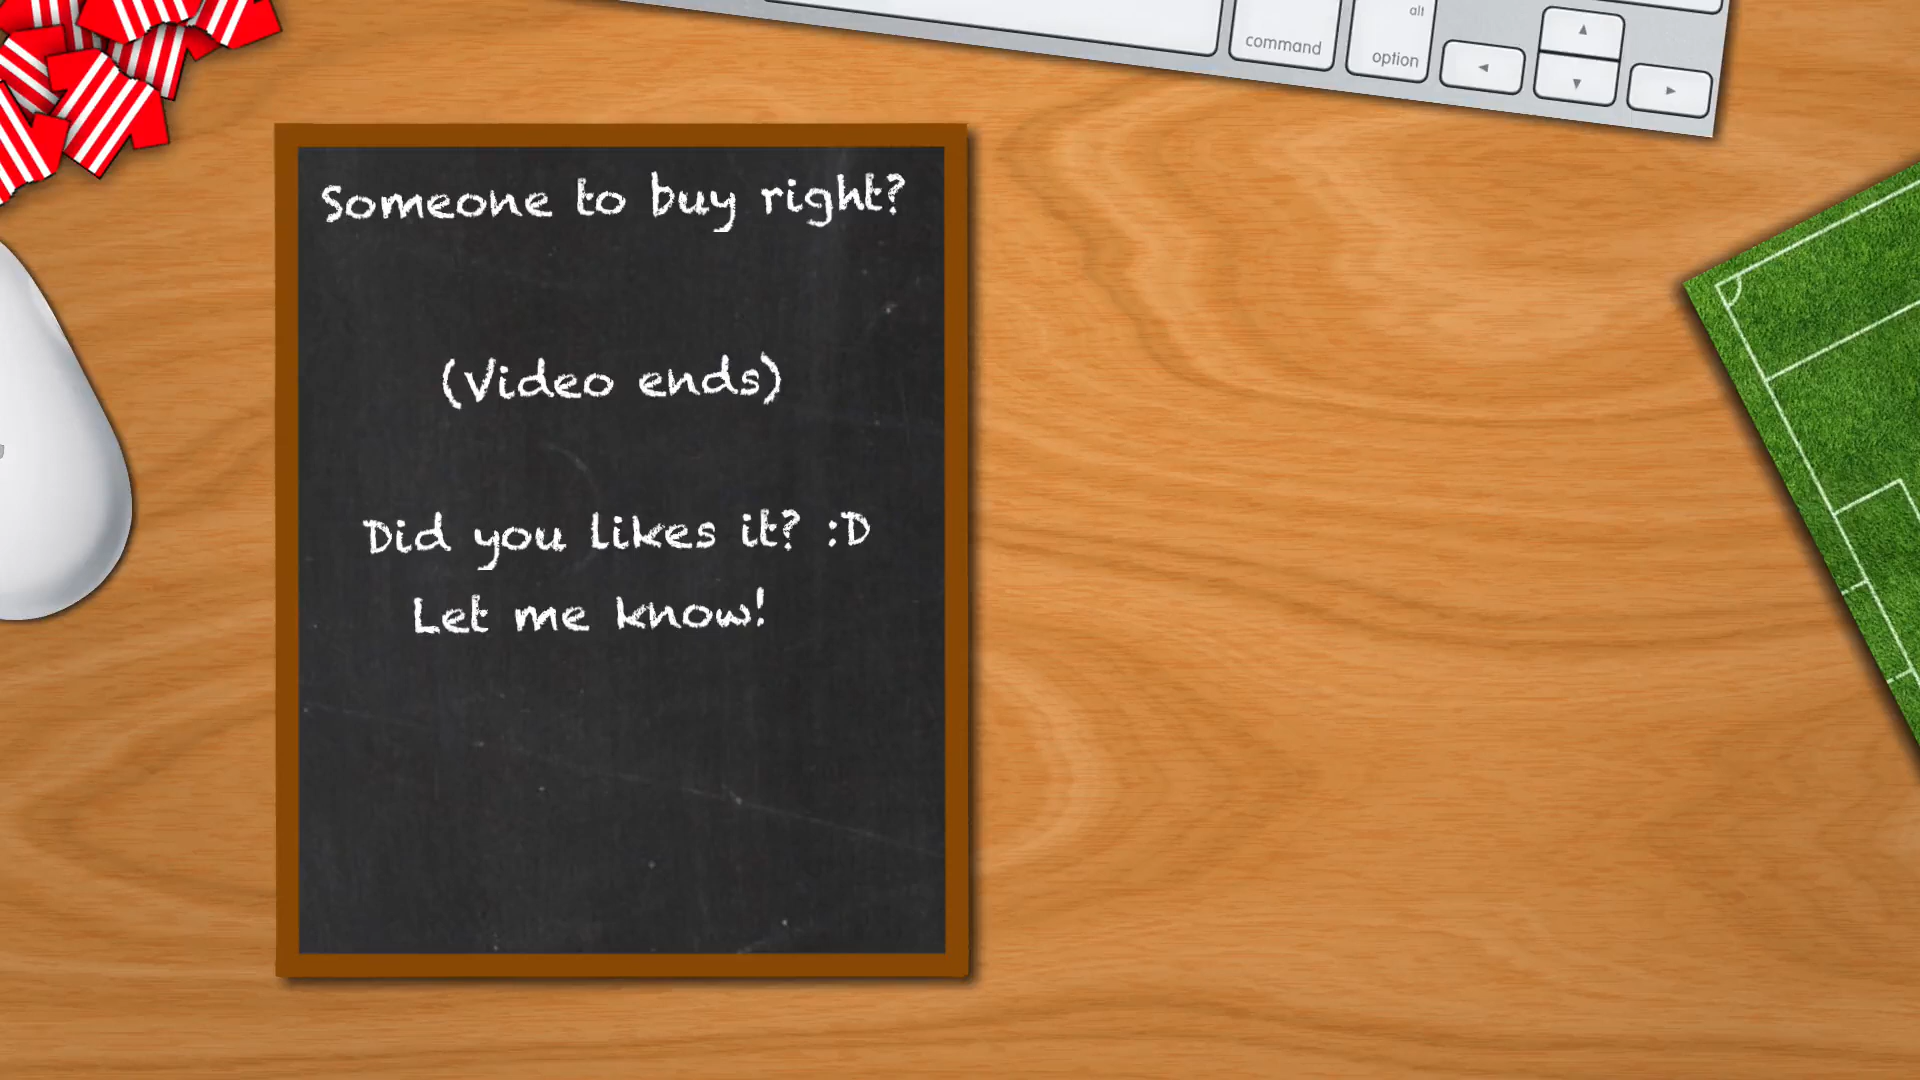 alt
command
option
Someone to buy right?
(Video ends)
Did you likes it? :D
Let me know!